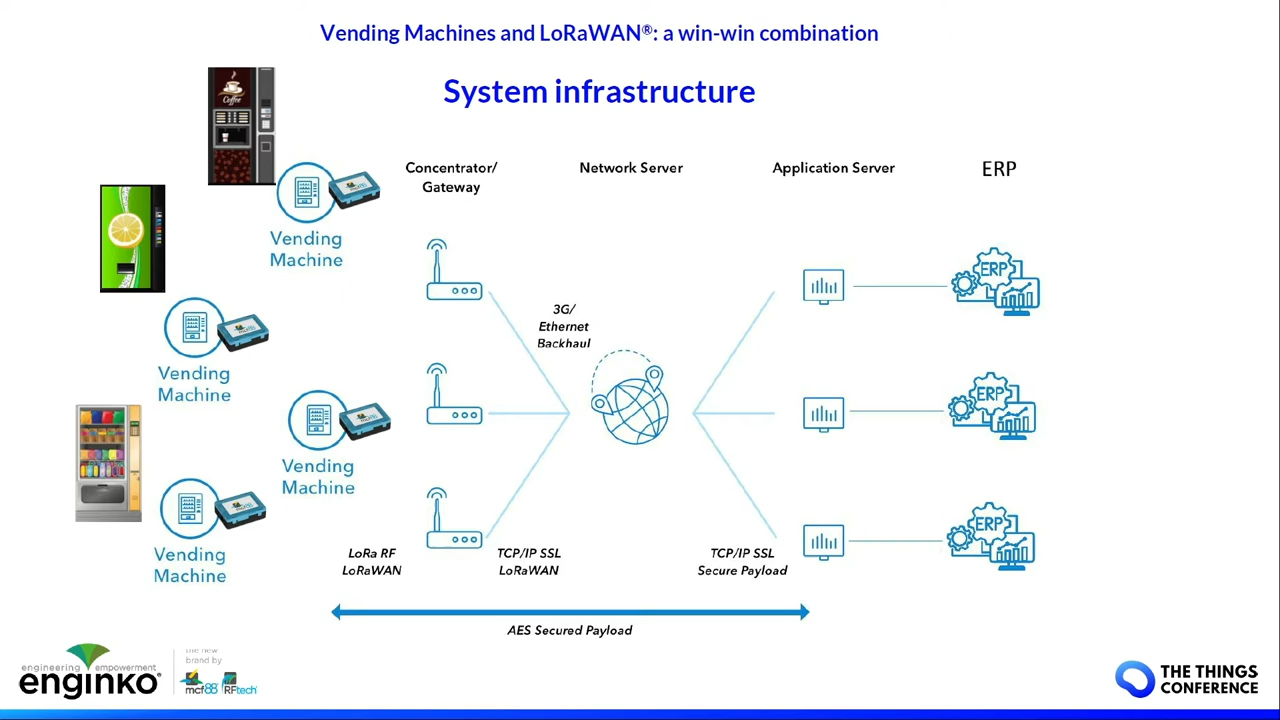 Vending Machines and LoRaWAN®: a win-win combination
System infrastructure
Coffee
Concentrator/
Gateway
Network Server
Application Server
ERP
Vending
Machine
3G/
Ethernet
Backhaul
ERP
Vending
Machine
ERP
Vending
Machine
ERP
Vending
Machine
LoRa RF
LoRaWAN
TCP/IP SSL
LoRaWAN
TCP/IP SSL
Secure Payload
AES Secured Payload
engineering empowerment
enginko®
the new
brand by
mcf88
RFtech
THE THINGS
CONFERENCE